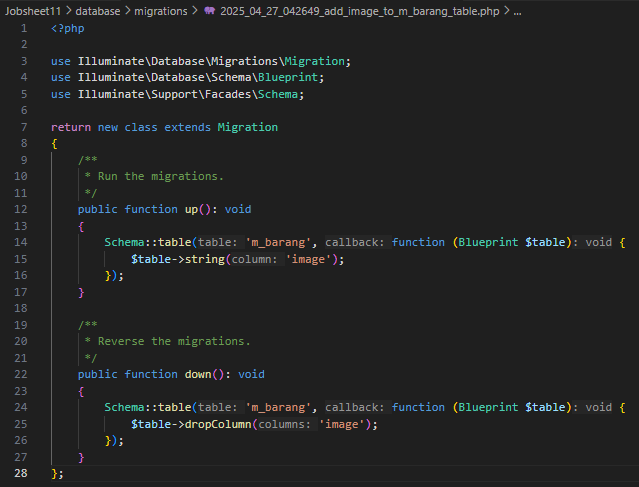 Jobsheet11 > database > migrations > 2025_04_27_042649_add_image_to_m_barang_table.php > ...
1 <?php
2
3 use Illuminate\Database\Migrations\Migration;
4 use Illuminate\Database\Schema\Blueprint;
5 use Illuminate\Support\Facades\Schema;
6
7 return new class extends Migration
8 {
9     /**
10      * Run the migrations.
11      */
12     public function up(): void
13     {
14         Schema::table(table: 'm_barang', callback: function (Blueprint $table): void {
15             $table->string(column: 'image');
16         });
17     }
18
19     /**
20      * Reverse the migrations.
21      */
22     public function down(): void
23     {
24         Schema::table(table: 'm_barang', callback: function (Blueprint $table): void {
25             $table->dropColumn(columns: 'image');
26         });
27     }
28 };